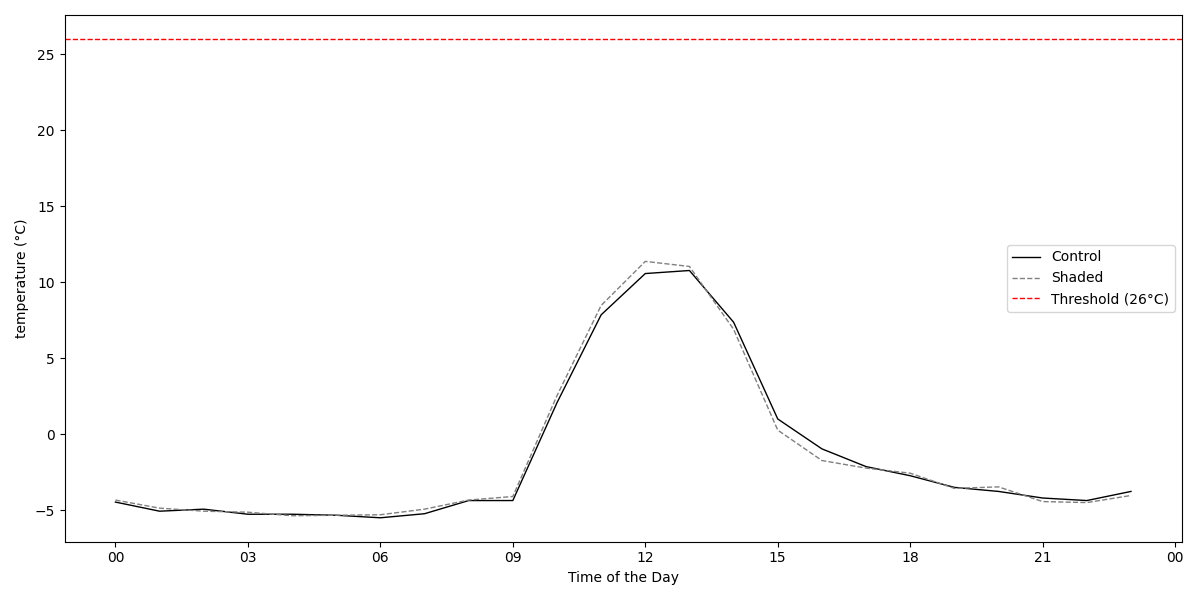 temperature (°C)
25
20
15
10
5
0
−5
Control
Shaded
Threshold (26°C)
00 03 06 09 12 15 18 21 00
Time of the Day